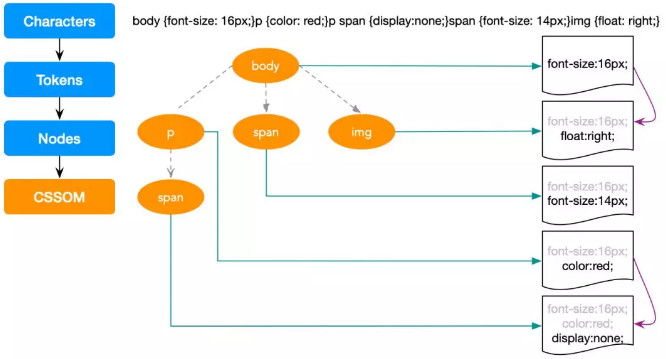 Characters
Tokens
Nodes
CSSOM
body {font-size: 16px;}p {color: red;}p span {display:none;}span {font-size: 14px;}img {float: right;}
body
p
span
img
span
font-size:16px;
font-size:16px;
float:right;
font-size:16px;
font-size:14px;
font-size:16px;
color:red;
font-size:16px;
color:red;
display:none;